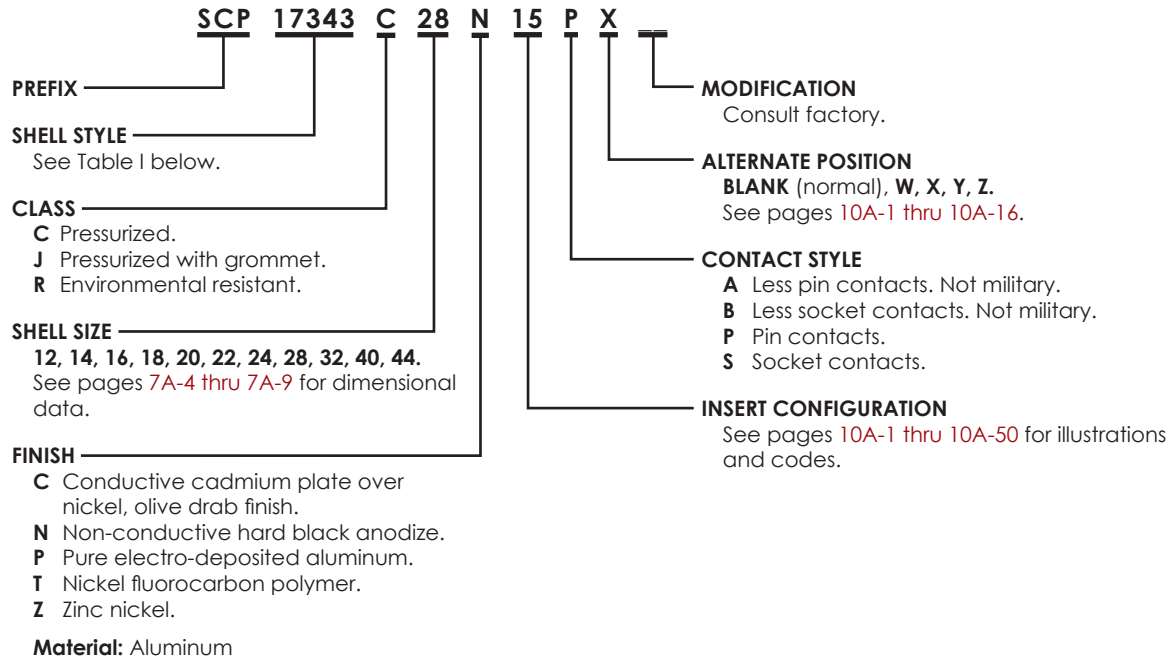 SCP 17343 C 28 N 15 P X __
PREFIX
SHELL STYLE
See Table I below.
CLASS
C Pressurized.
J Pressurized with grommet.
R Environmental resistant.
SHELL SIZE
12, 14, 16, 18, 20, 22, 24, 28, 32, 40, 44.
See pages 7A-4 thru 7A-9 for dimensional
data.
FINISH
C Conductive cadmium plate over
nickel, olive drab finish.
N Non-conductive hard black anodize.
P Pure electro-deposited aluminum.
T Nickel fluorocarbon polymer.
Z Zinc nickel.
Material: Aluminum
MODIFICATION
Consult factory.
ALTERNATE POSITION
BLANK (normal), W, X, Y, Z.
See pages 10A-1 thru 10A-16.
CONTACT STYLE
A Less pin contacts. Not military.
B Less socket contacts. Not military.
P Pin contacts.
S Socket contacts.
INSERT CONFIGURATION
See pages 10A-1 thru 10A-50 for illustrations
and codes.